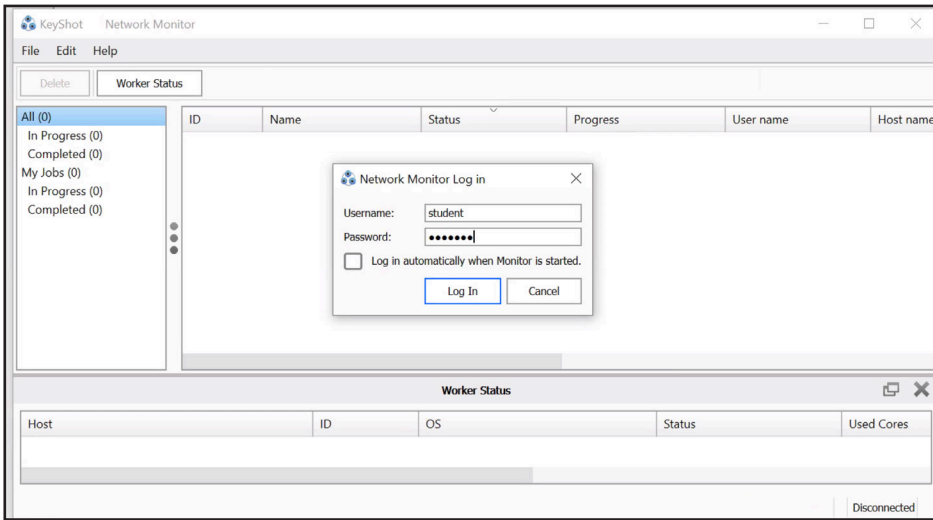 KeyShot Network Monitor
File Edit Help
Delete Worker Status
All (0)
In Progress (0)
Completed (0)
My Jobs (0)
In Progress (0)
Completed (0)
ID Name Status Progress User name Host name
Network Monitor Log in
Username: student
Password: •••••••
Log in automatically when Monitor is started.
Log In Cancel
Worker Status
Host ID OS Status Used Cores
Disconnected